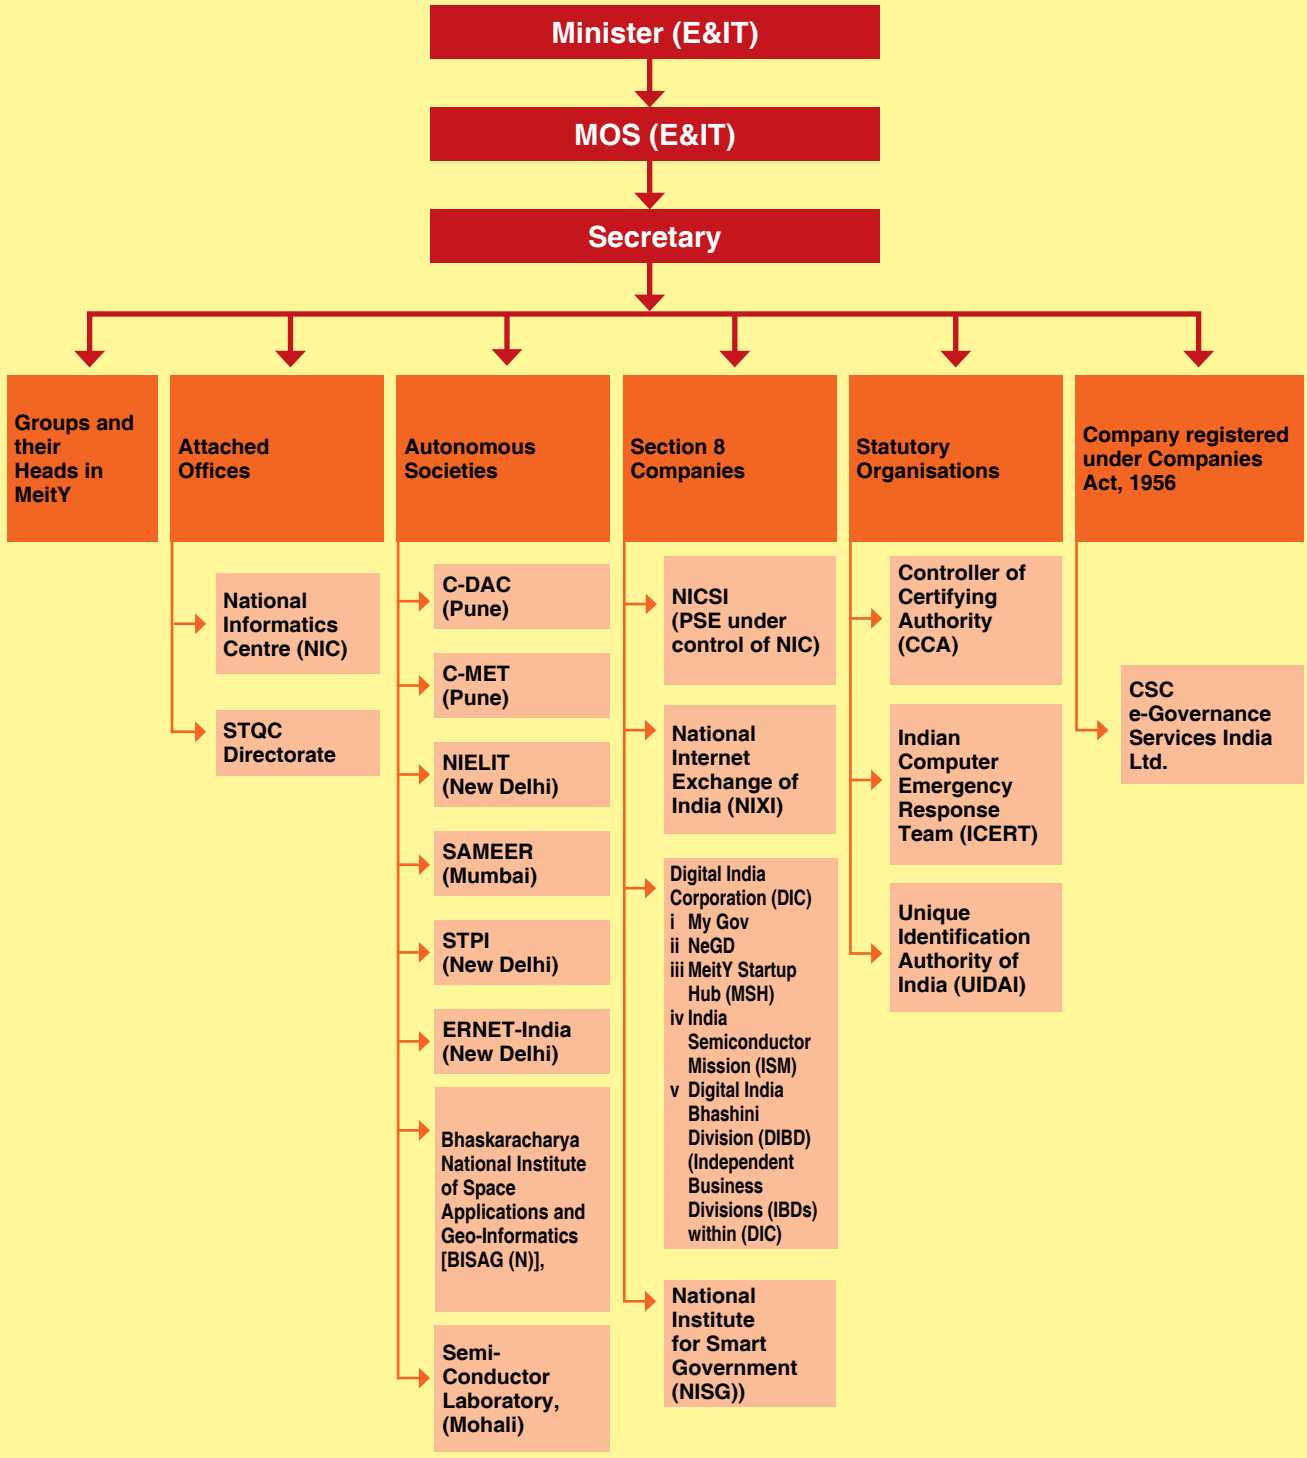 Minister (E&IT)
MOS (E&IT)
Secretary
Groups and
their
Heads in
MeitY
Attached
Offices
National
Informatics
Centre (NIC)
STQC
Directorate
Autonomous
Societies
C-DAC
(Pune)
C-MET
(Pune)
NIELIT
(New Delhi)
SAMEER
(Mumbai)
STPI
(New Delhi)
ERNET-India
(New Delhi)
Bhaskaracharya
National Institute
of Space
Applications and
Geo-Informatics
[BISAG (N)],
Semi-
Conductor
Laboratory,
(Mohali)
Section 8
Companies
NICSI
(PSE under
control of NIC)
National
Internet
Exchange of
India (NIXI)
Digital India
Corporation (DIC)
i My Gov
ii NeGD
iii MeitY Startup
Hub (MSH)
iv India
Semiconductor
Mission (ISM)
v Digital India
Bhashini
Division (DIBD)
(Independent
Business
Divisions (IBDs)
within (DIC)
National
Institute
for Smart
Government
(NISG))
Statutory
Organisations
Controller of
Certifying
Authority
(CCA)
Indian
Computer
Emergency
Response
Team (ICERT)
Unique
Identification
Authority of
India (UIDAI)
Company registered
under Companies
Act, 1956
CSC
e-Governance
Services India
Ltd.